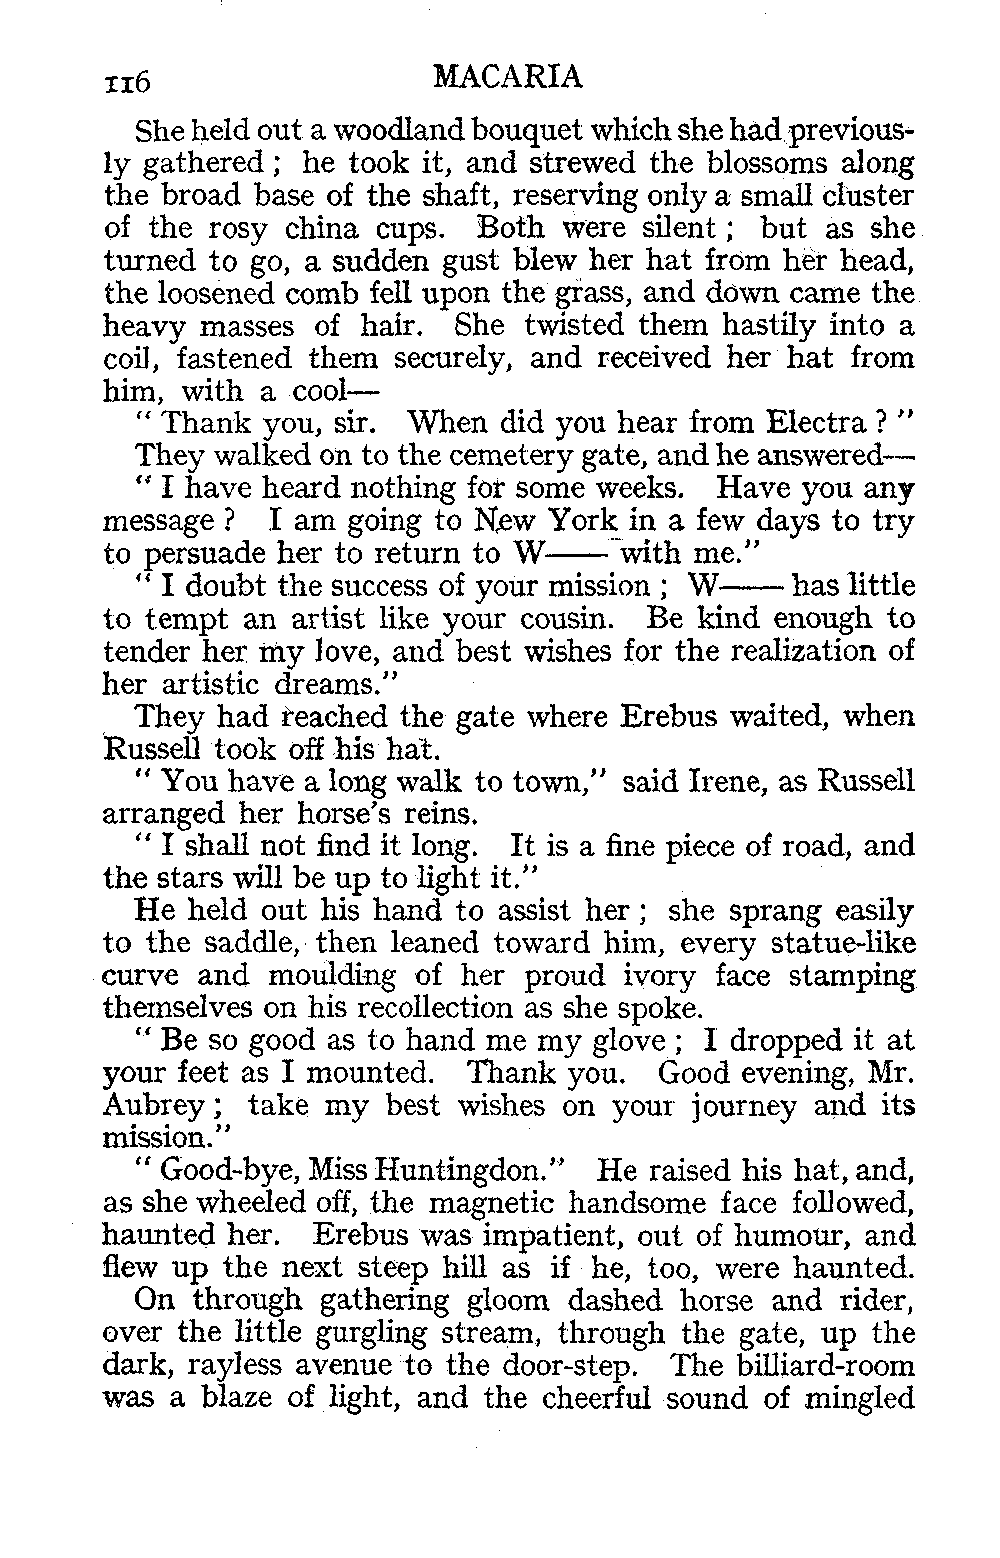 116 MACARIA
She held out a woodland bouquet which she had previous-
ly gathered ; he took it, and strewed the blossoms along
the broad base of the shaft, reserving only a small cluster
of the rosy china cups. Both were silent ; but as she
turned to go, a sudden gust blew her hat from her head,
the loosened comb fell upon the grass, and down came the
heavy masses of hair. She twisted them hastily into a
coil, fastened them securely, and received her hat from
him, with a cool—
" Thank you, sir. When did you hear from Electra ? "
They walked on to the cemetery gate, and he answered—
" I have heard nothing for some weeks. Have you any
message ? I am going to New York in a few days to try
to persuade her to return to W—— with me."
" I doubt the success of your mission ; W—— has little
to tempt an artist like your cousin. Be kind enough to
tender her my love, and best wishes for the realization of
her artistic dreams."
They had reached the gate where Erebus waited, when
Russell took off his hat.
" You have a long walk to town," said Irene, as Russell
arranged her horse's reins.
" I shall not find it long. It is a fine piece of road, and
the stars will be up to light it."
He held out his hand to assist her ; she sprang easily
to the saddle, then leaned toward him, every statue-like
curve and moulding of her proud ivory face stamping
themselves on his recollection as she spoke.
" Be so good as to hand me my glove ; I dropped it at
your feet as I mounted. Thank you. Good evening, Mr.
Aubrey ; take my best wishes on your journey and its
mission."
" Good-bye, Miss Huntingdon." He raised his hat, and,
as she wheeled off, the magnetic handsome face followed,
haunted her. Erebus was impatient, out of humour, and
flew up the next steep hill as if he, too, were haunted.
On through gathering gloom dashed horse and rider,
over the little gurgling stream, through the gate, up the
dark, rayless avenue to the door-step. The billiard-room
was a blaze of light, and the cheerful sound of mingled